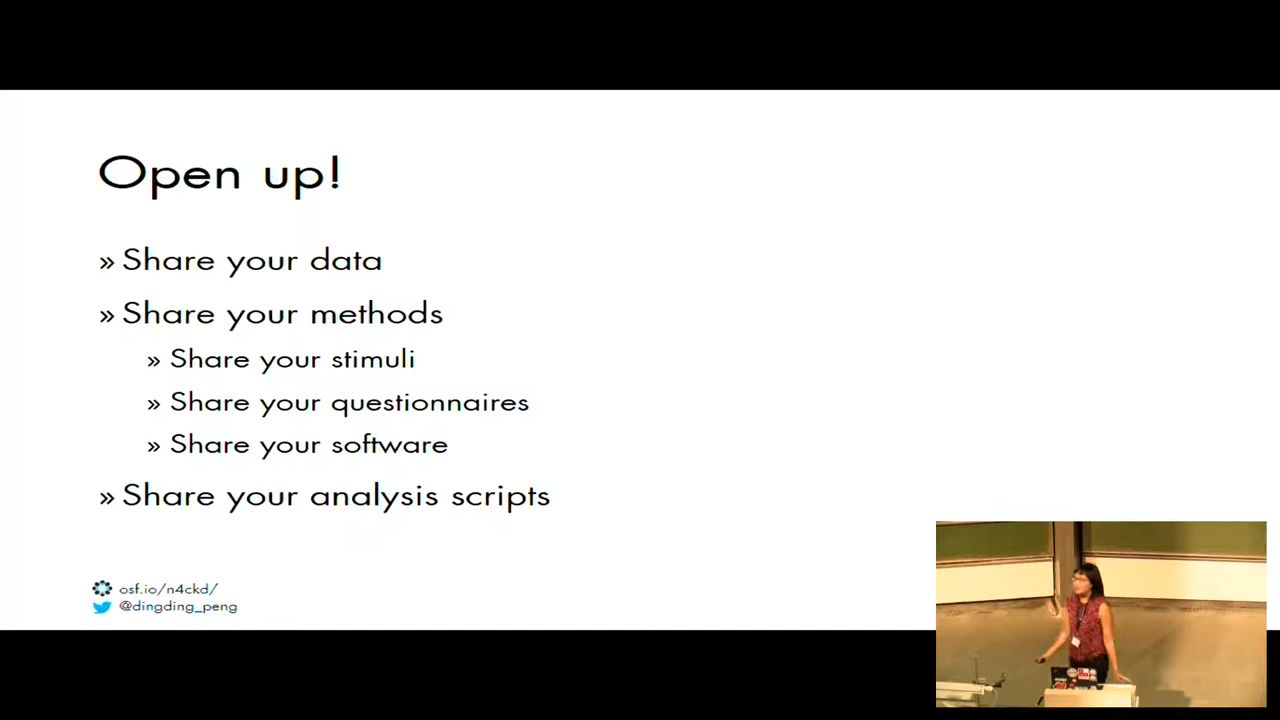 Open up!
» Share your data
» Share your methods
» Share your stimuli
» Share your questionnaires
» Share your software
» Share your analysis scripts
osf.io/n4ckd/
@dingding_peng